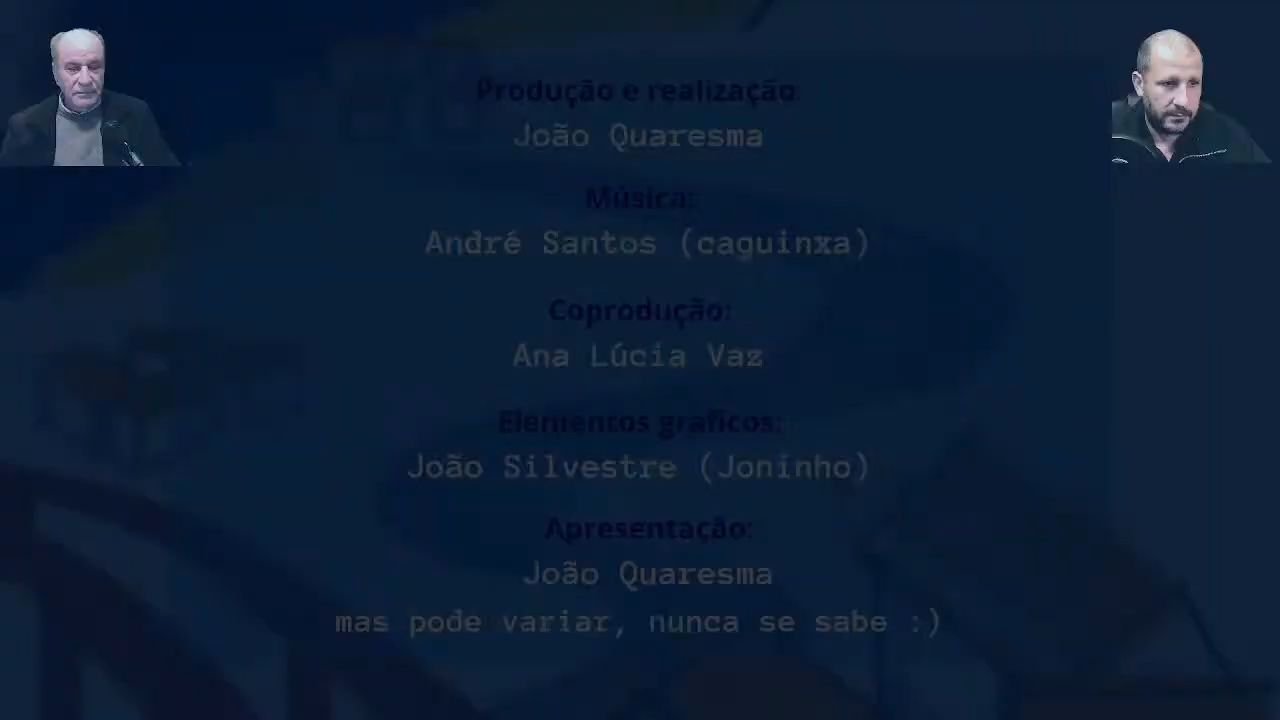 Produção e realização:
João Quaresma
Música:
André Santos (caguinxa)
Coprodução:
Ana Lúcia Vaz
Elementos graficos:
João Silvestre (Joninho)
Apresentação:
João Quaresma
mas pode variar, nunca se sabe :)